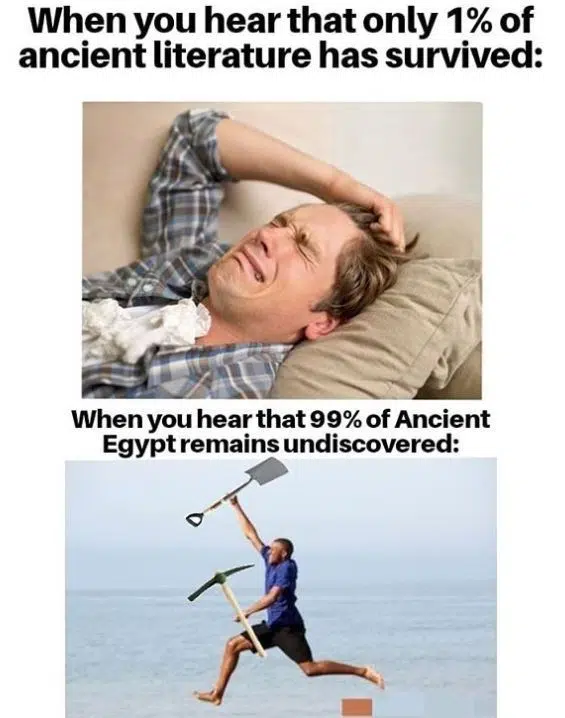 When you hear that only 1% of
ancient literature has survived:
When you hear that 99% of Ancient
Egypt remains undiscovered: